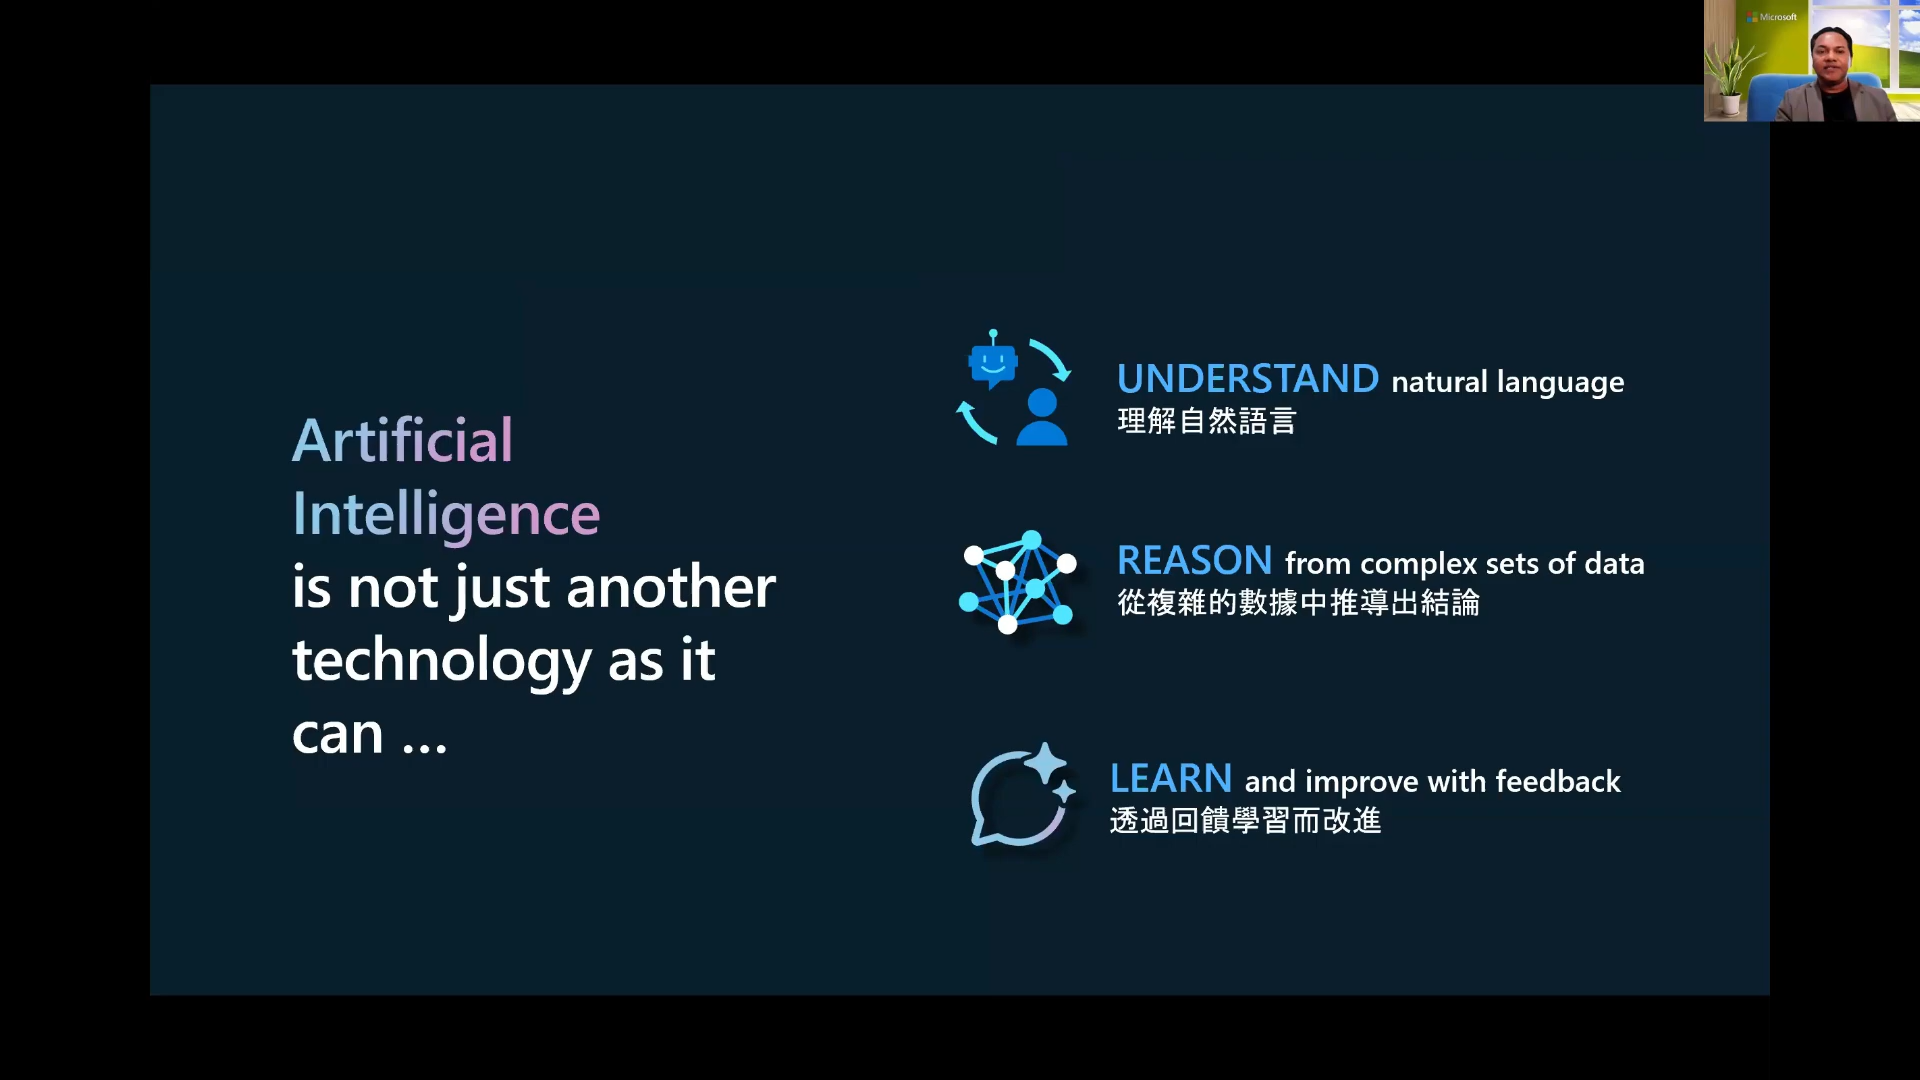 Microsoft
Artificial
Intelligence
is not just another
technology as it
can ...
UNDERSTAND natural language
理解自然語言
REASON from complex sets of data
從複雜的數據中推導出結論
LEARN and improve with feedback
透過回饋學習而改進